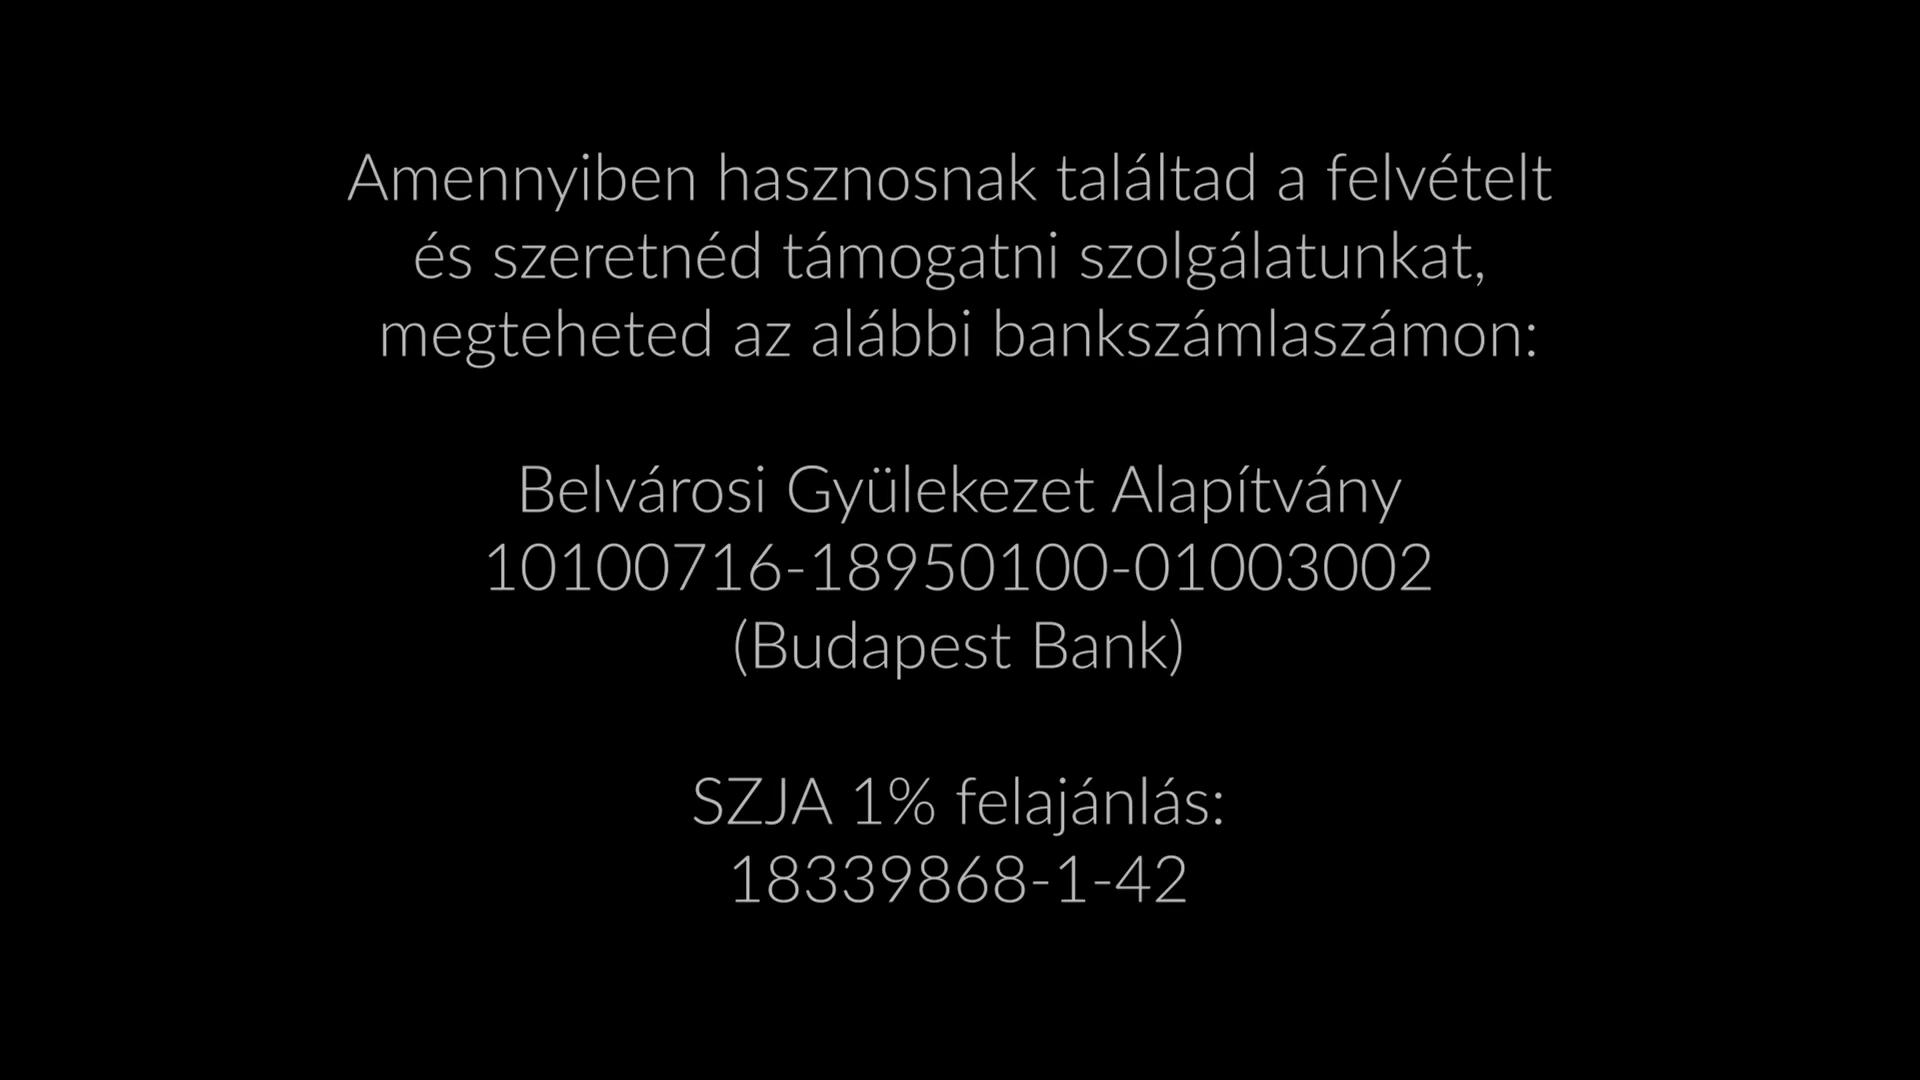 Amennyiben hasznosnak találtad a felvételt
és szeretnéd támogatni szolgálatunkat,
megteheted az alábbi bankszámlaszámon:
Belvárosi Gyülekezet Alapítvány
10100716-18950100-01003002
(Budapest Bank)
SZJA 1% felajánlás:
18339868-1-42